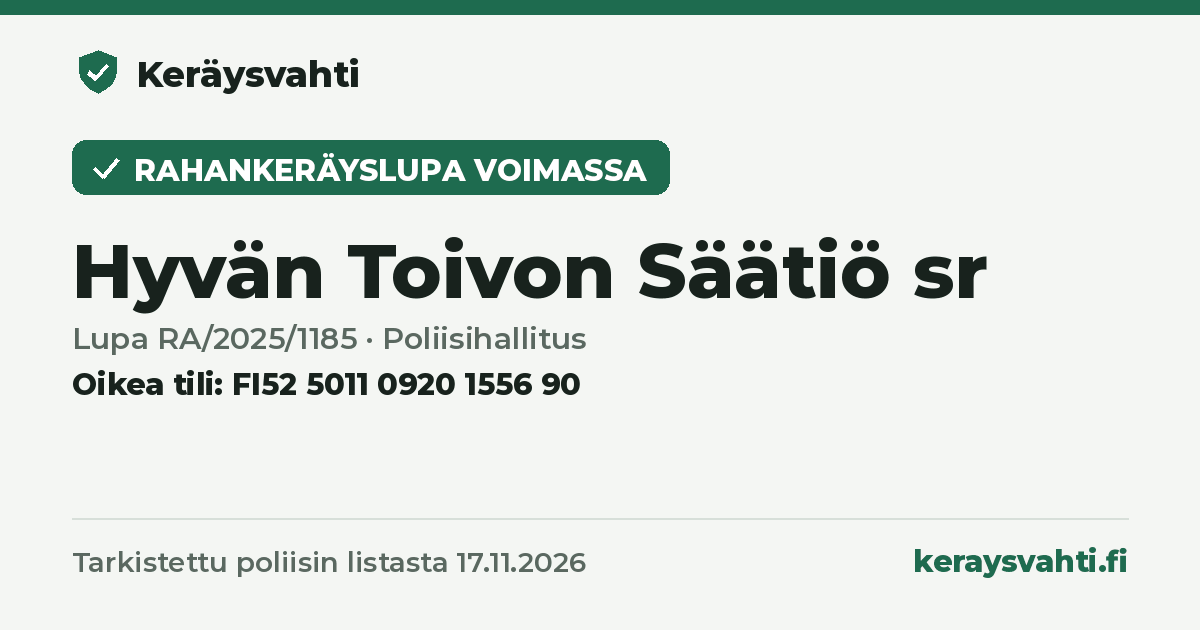 Keräysvahti
RAHANKERÄYSLUPA VOIMASSA
Hyvän Toivon Säätiö sr
Lupa RA/2025/1185 · Poliisihallitus
Oikea tili: FI52 5011 0920 1556 90
Tarkistettu poliisin listasta 17.11.2026
keraysvahti.fi